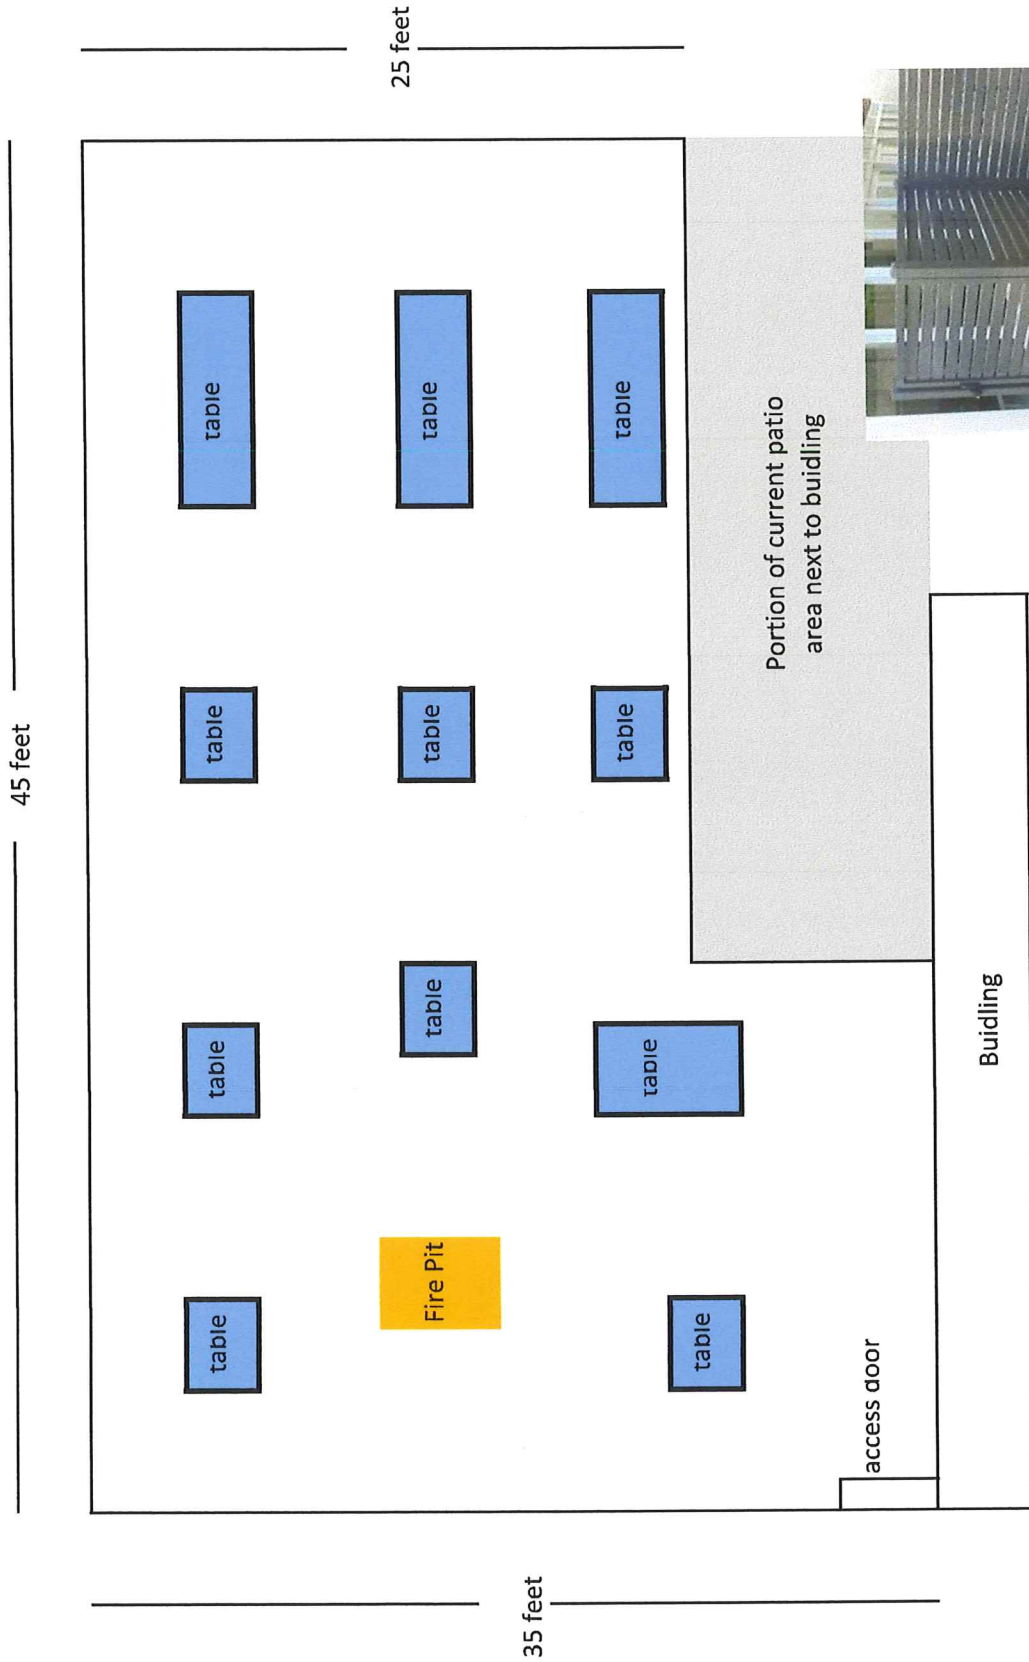 45 feet
table
table
table
table
Fire Pit
table
table
table
25 feet
35 feet
table
table
table
table
Portion of current patio
area next to buidling
access door
Buidling